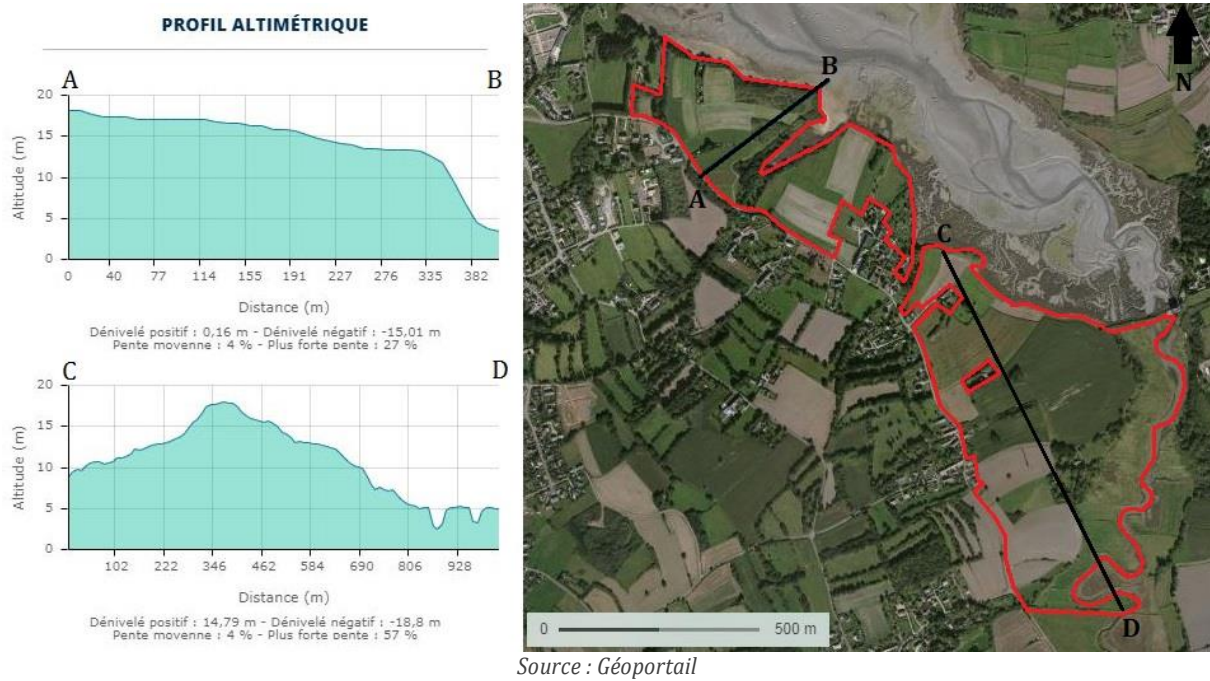 PROFIL ALTIMÉTRIQUE
A B
20
15
10
5
0
Altitude (m)
0 40 77 114 155 191 227 276 335 382
Distance (m)
Dénivelé positif : 0,16 m - Dénivelé négatif : -15,01 m
Pente moyenne : 4 % - Plus forte pente : 27 %
C D
20
15
10
5
0
Altitude (m)
102 222 346 462 584 690 806 928
Distance (m)
Dénivelé positif : 14,79 m - Dénivelé négatif : -18,8 m
Pente moyenne : 4 % - Plus forte pente : 57 %
N
B
A
C
D
0 500 m
Source : Géoportail